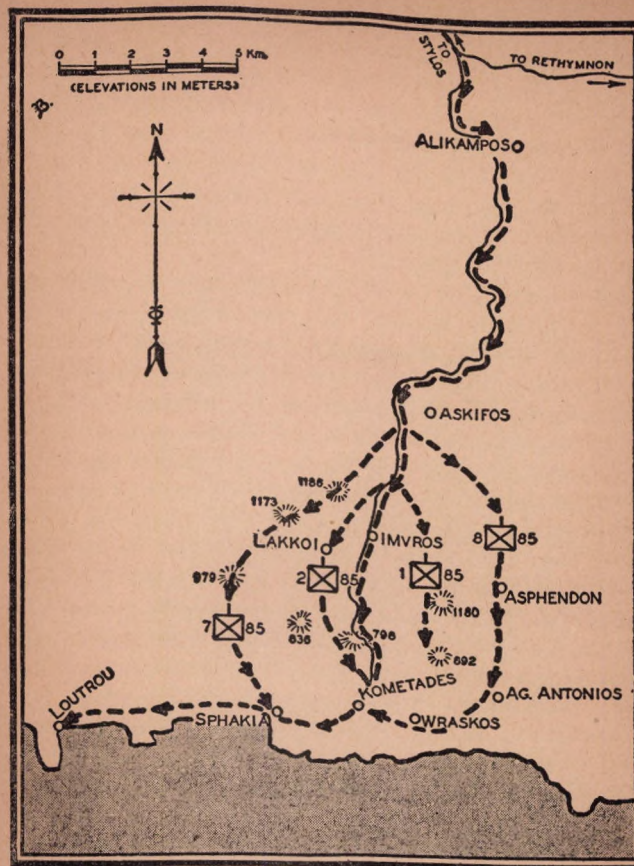 0 1 2 3 4 5 Km.
(ELEVATIONS IN METERS)
TO STYLOS
TO RETHYMNON
N
ALIKAMPOS
ASKIFOS
1186
1173
LAKKOI
IMVROS
8 85
979
2 85
1 85
ASPHENDON
1180
7 85
836
798
692
KOMETADES
AG. ANTONIOS
LOUTROU
SPHAKIA
WRASKOS